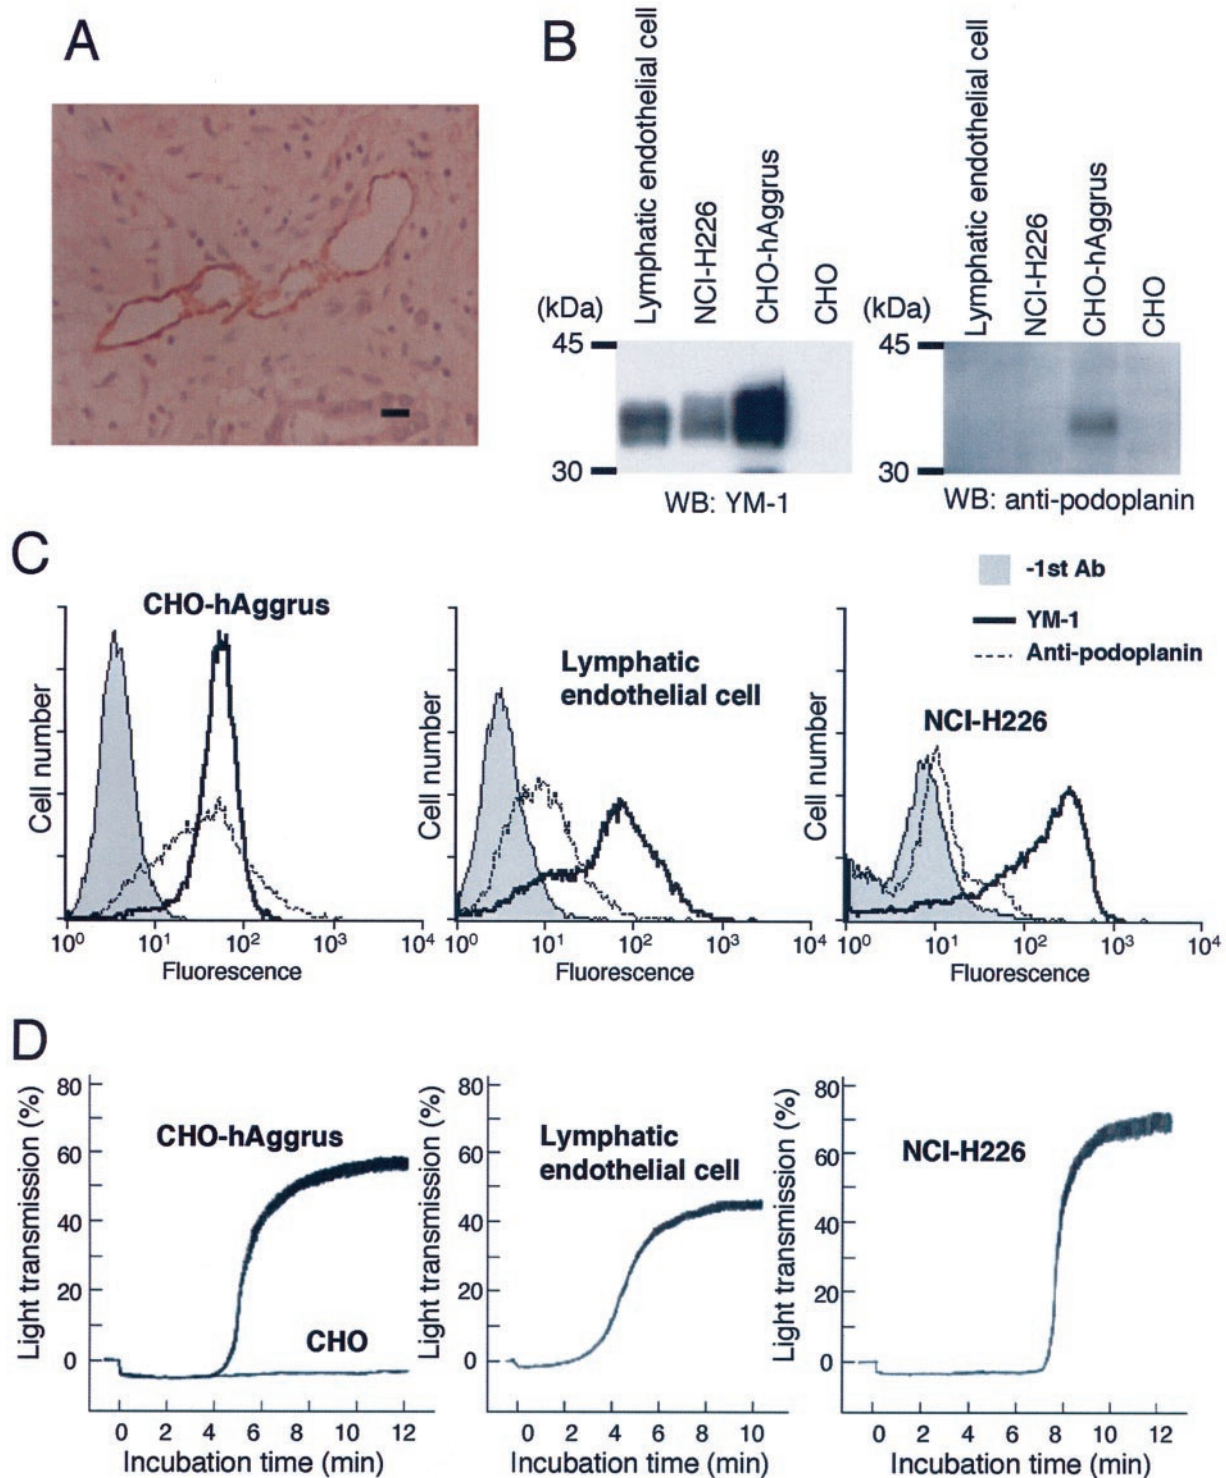 A
B
Lymphatic endothelial cell
NCI-H226
CHO-hAggrus
CHO
(kDa)
45
30
WB: YM-1
Lymphatic endothelial cell
NCI-H226
CHO-hAggrus
CHO
(kDa)
45
30
WB: anti-podoplanin
C
-1st Ab
YM-1
Anti-podoplanin
CHO-hAggrus
Cell number
10⁰ 10¹ 10² 10³ 10⁴
Fluorescence
Lymphatic
endothelial cell
Cell number
10⁰ 10¹ 10² 10³ 10⁴
Fluorescence
NCI-H226
Cell number
10⁰ 10¹ 10² 10³ 10⁴
Fluorescence
D
Light transmission (%)
80
60
40
20
0
CHO-hAggrus
CHO
0 2 4 6 8 10 12
Incubation time (min)
Light transmission (%)
80
60
40
20
0
Lymphatic
endothelial cell
0 2 4 6 8 10
Incubation time (min)
Light transmission (%)
80
60
40
20
0
NCI-H226
0 2 4 6 8 10 12
Incubation time (min)